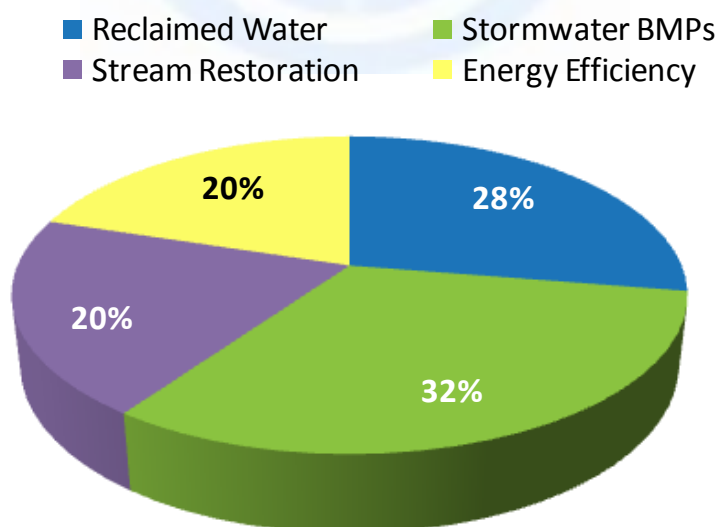 Reclaimed Water Stormwater BMPs
Stream Restoration Energy Efficiency
20% 28%
20%
32%